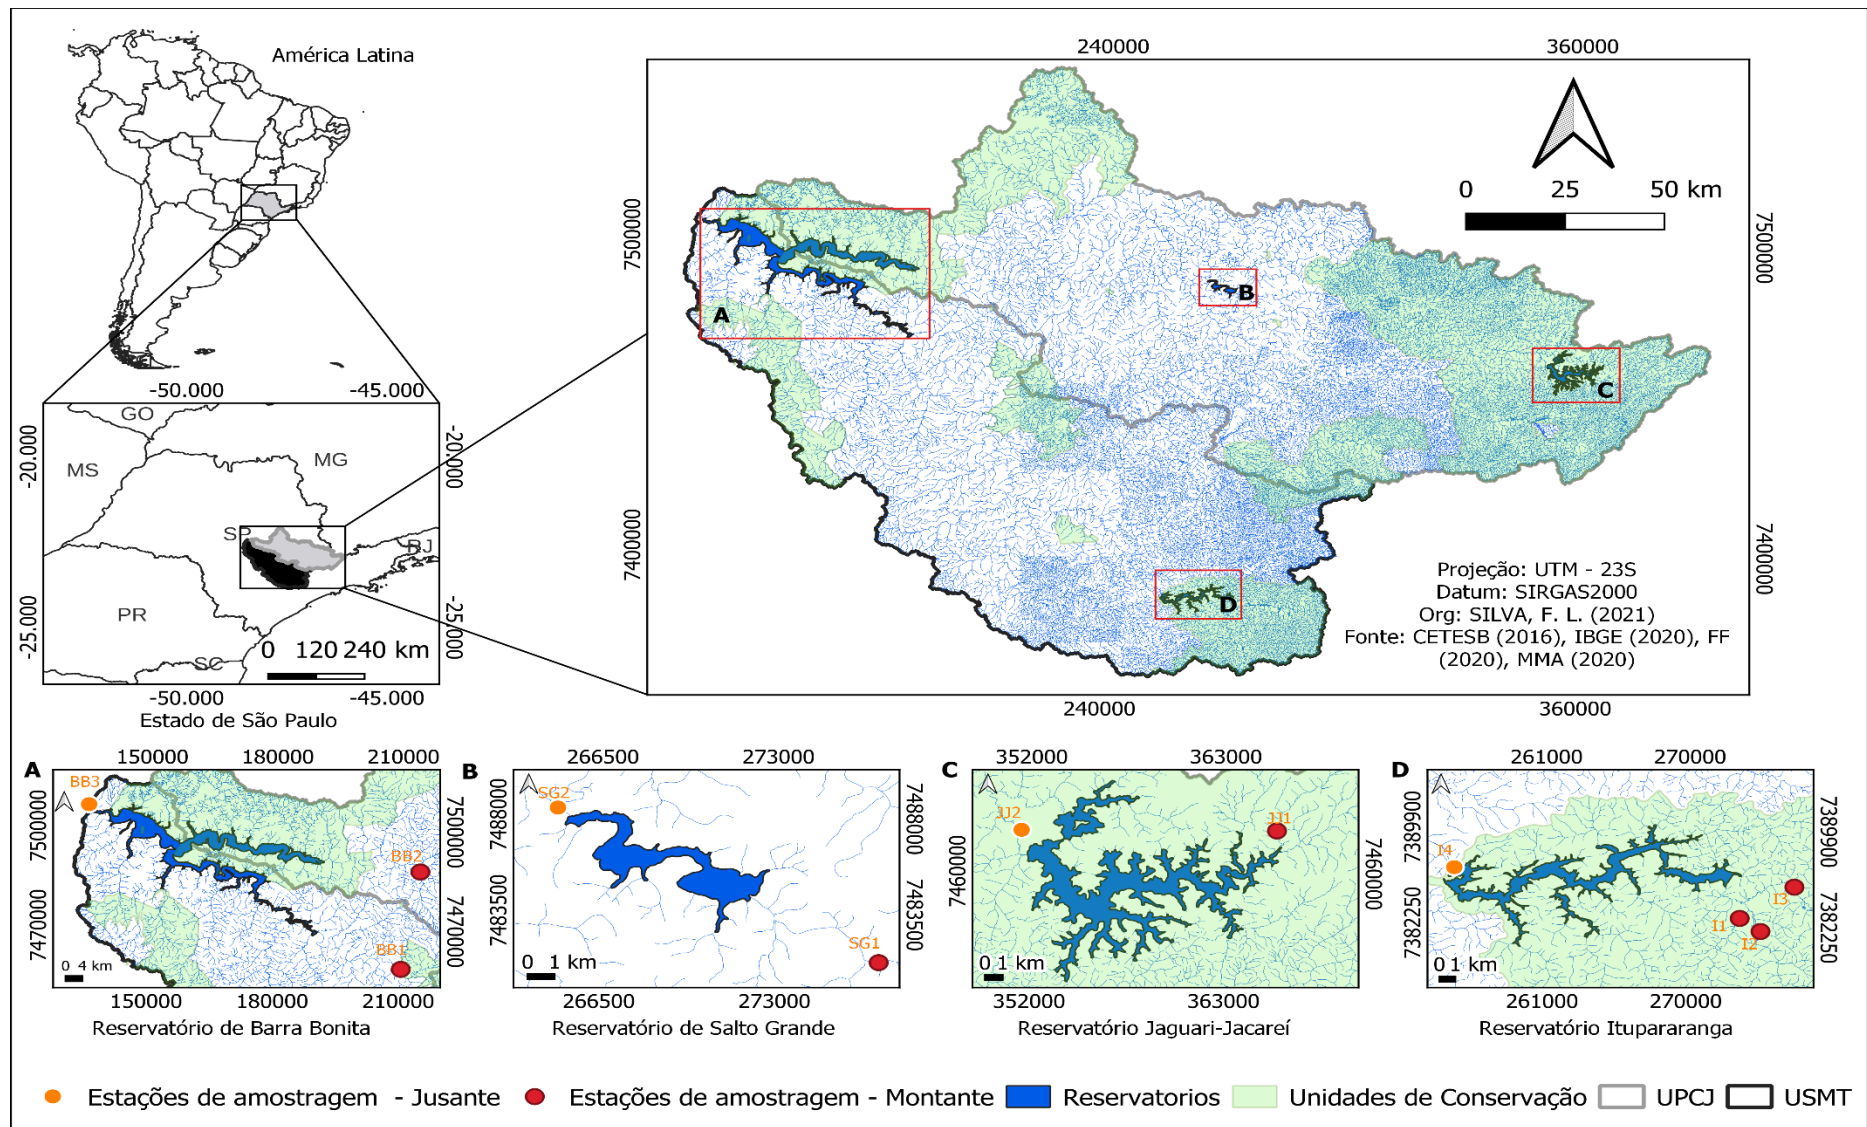 América Latina
-50.000
-45.000
GO
MS
MG
SP
RJ
PR
SC
-20.000
-20.000
-25.000
-25.000
0 120 240 km
-50.000
-45.000
Estado de São Paulo
240000
360000
7500000
7500000
7400000
7400000
0 25 50 km
A
B
C
D
Projeção: UTM - 23S
Datum: SIRGAS2000
Org: SILVA, F. L. (2021)
Fonte: CETESB (2016), IBGE (2020), FF
(2020), MMA (2020)
240000
360000
A
150000 180000 210000
BB3
BB2
BB1
7500000
7500000
7470000
7470000
0 4 km
150000 180000 210000
Reservatório de Barra Bonita
B
266500 273000
SG2
SG1
7488000
7488000
7483500
7483500
0 1 km
266500 273000
Reservatório de Salto Grande
C
352000 363000
JJ2
JJ1
7460000
7460000
0 1 km
352000 363000
Reservatório Jaguari-Jacareí
D
261000 270000
I4
I3
I1
I2
7389900
7389900
7382250
7382250
0 1 km
261000 270000
Reservatório Itupararanga
Estações de amostragem - Jusante
Estações de amostragem - Montante
Reservatorios
Unidades de Conservação
UPCJ
USMT